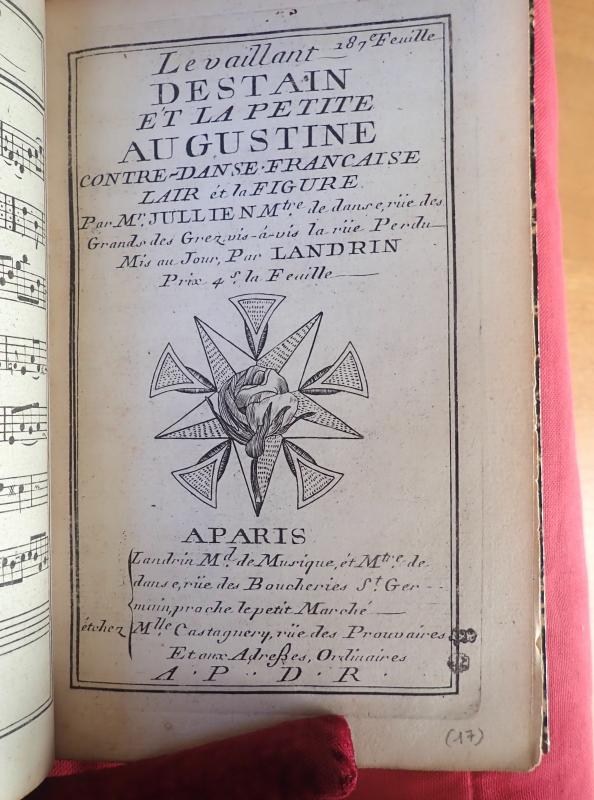 Le vaillant 187e Feuille
DESTAIN
ET LA PETITE
AUGUSTINE
CONTRE-DANSE-FRANCAISE
LAIR ét la FIGURE.
Par Mr. JULLIEN Mtre de danse, rüe des
Grands des Grez vis-á-vis la rüe Perdu
Mis au Jour, Par LANDRIN
Prix 4 s. la Feuille
APARIS
Landrin Md. de Musique, ét Mtre de
danse, rüe des Boucheries St. Ger-
main, proche le petit Marché
étchez Mlle Castagnery, rüe des Prouvaires
Et aux Adresses, Ordinaires
A. P. D. R.
(17)